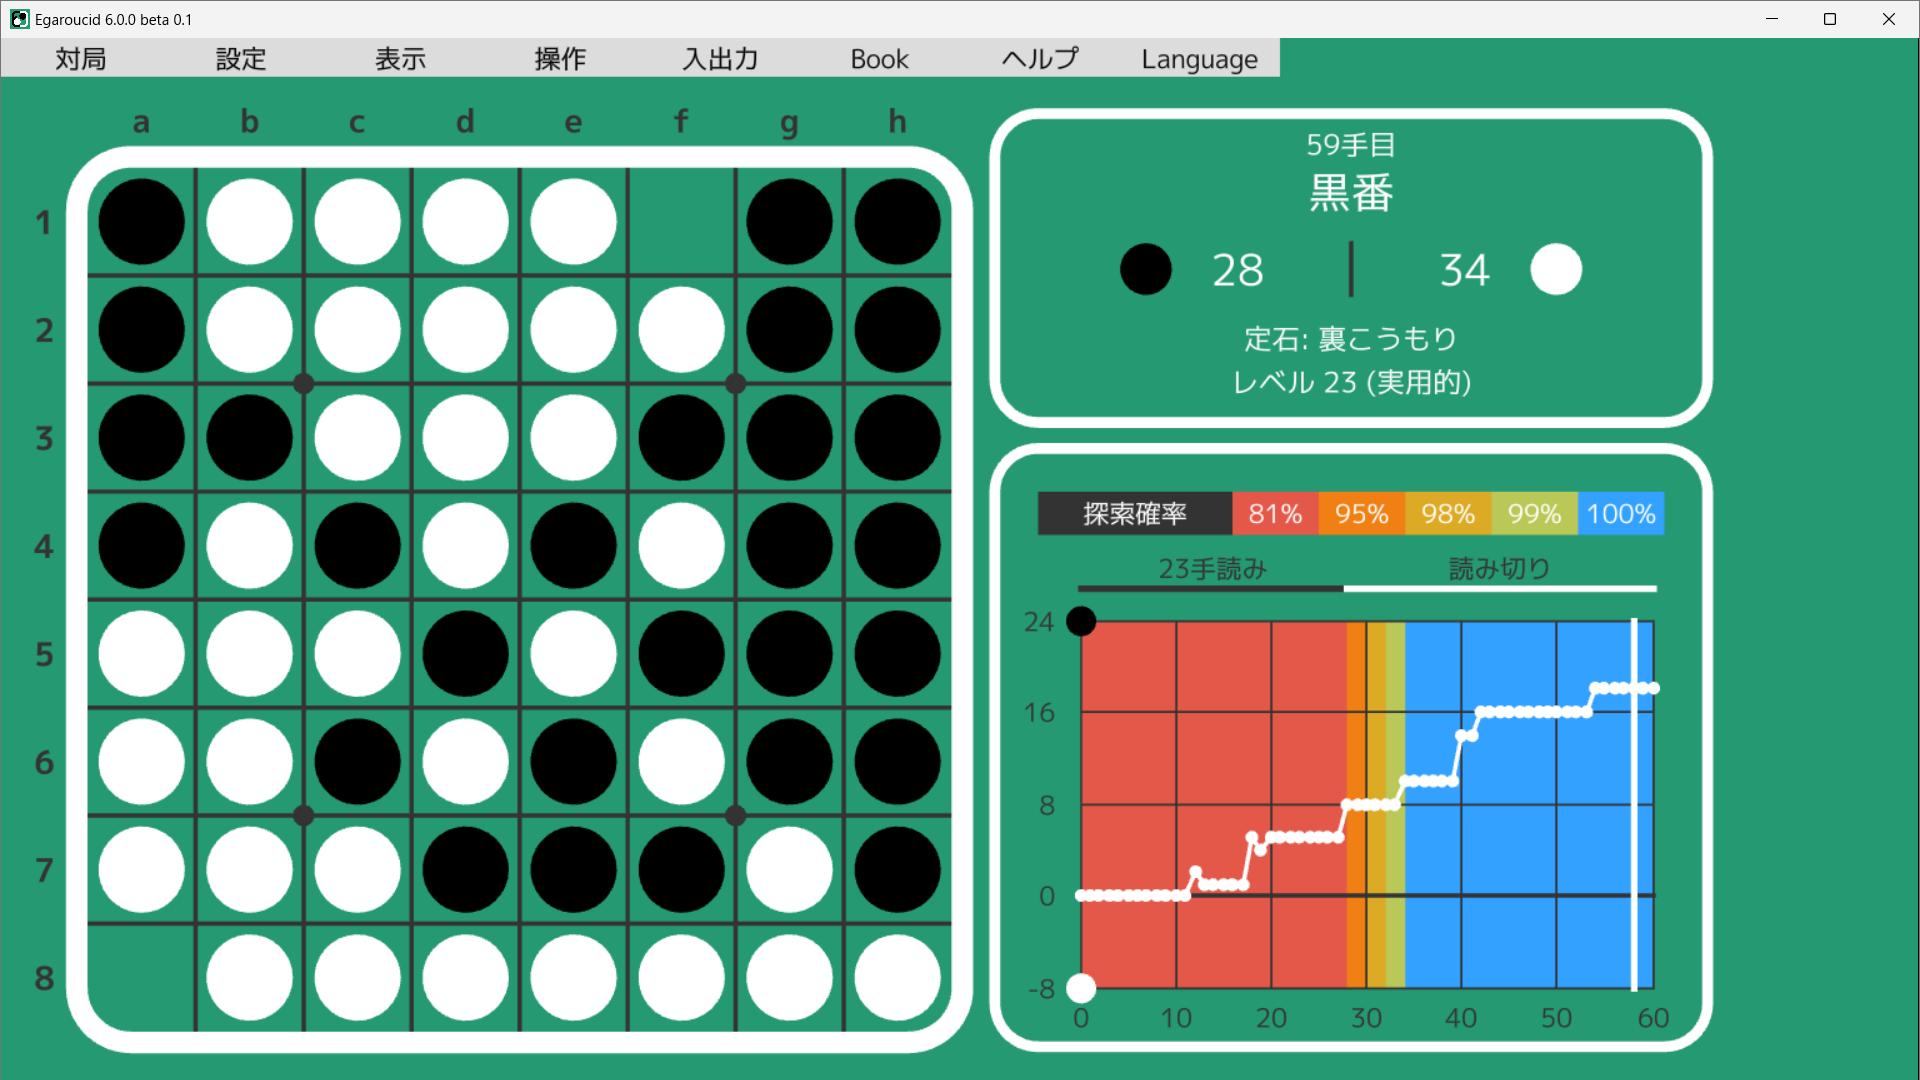 Egaroucid 6.0.0 beta 0.1
対局 設定 表示 操作 入出力 Book ヘルプ Language
a b c d e f g h
1
2
3
4
5
6
7
8
59手目
黒番
28 34
定石: 裏こうもり
レベル 23 (実用的)
探索確率 81% 95% 98% 99% 100%
23手読み 読み切り
24
16
8
0
-8
0 10 20 30 40 50 60